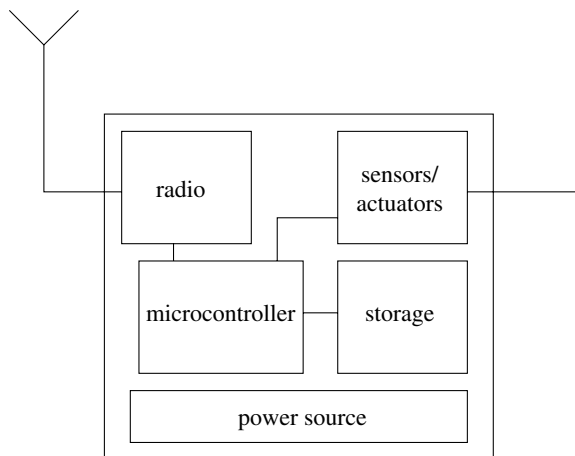 radio
sensors/
actuators
microcontroller
storage
power source